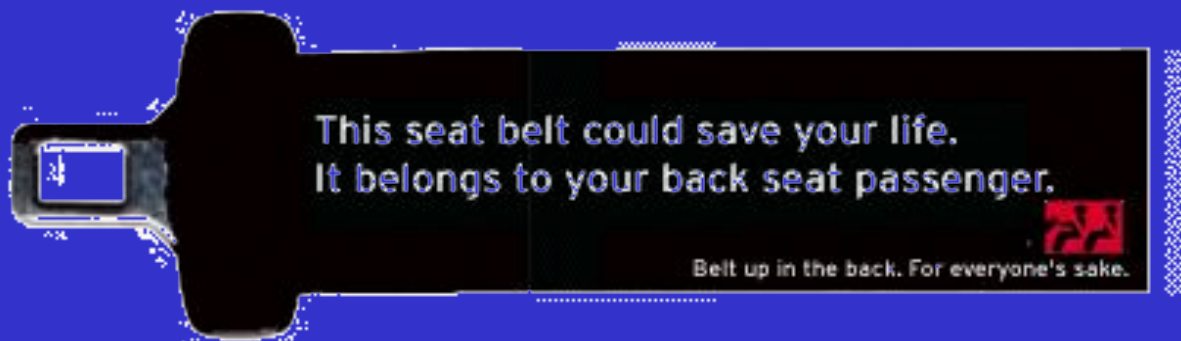 This seat belt could save your life.
It belongs to your back seat passenger.
Belt up in the back. For everyone's sake.